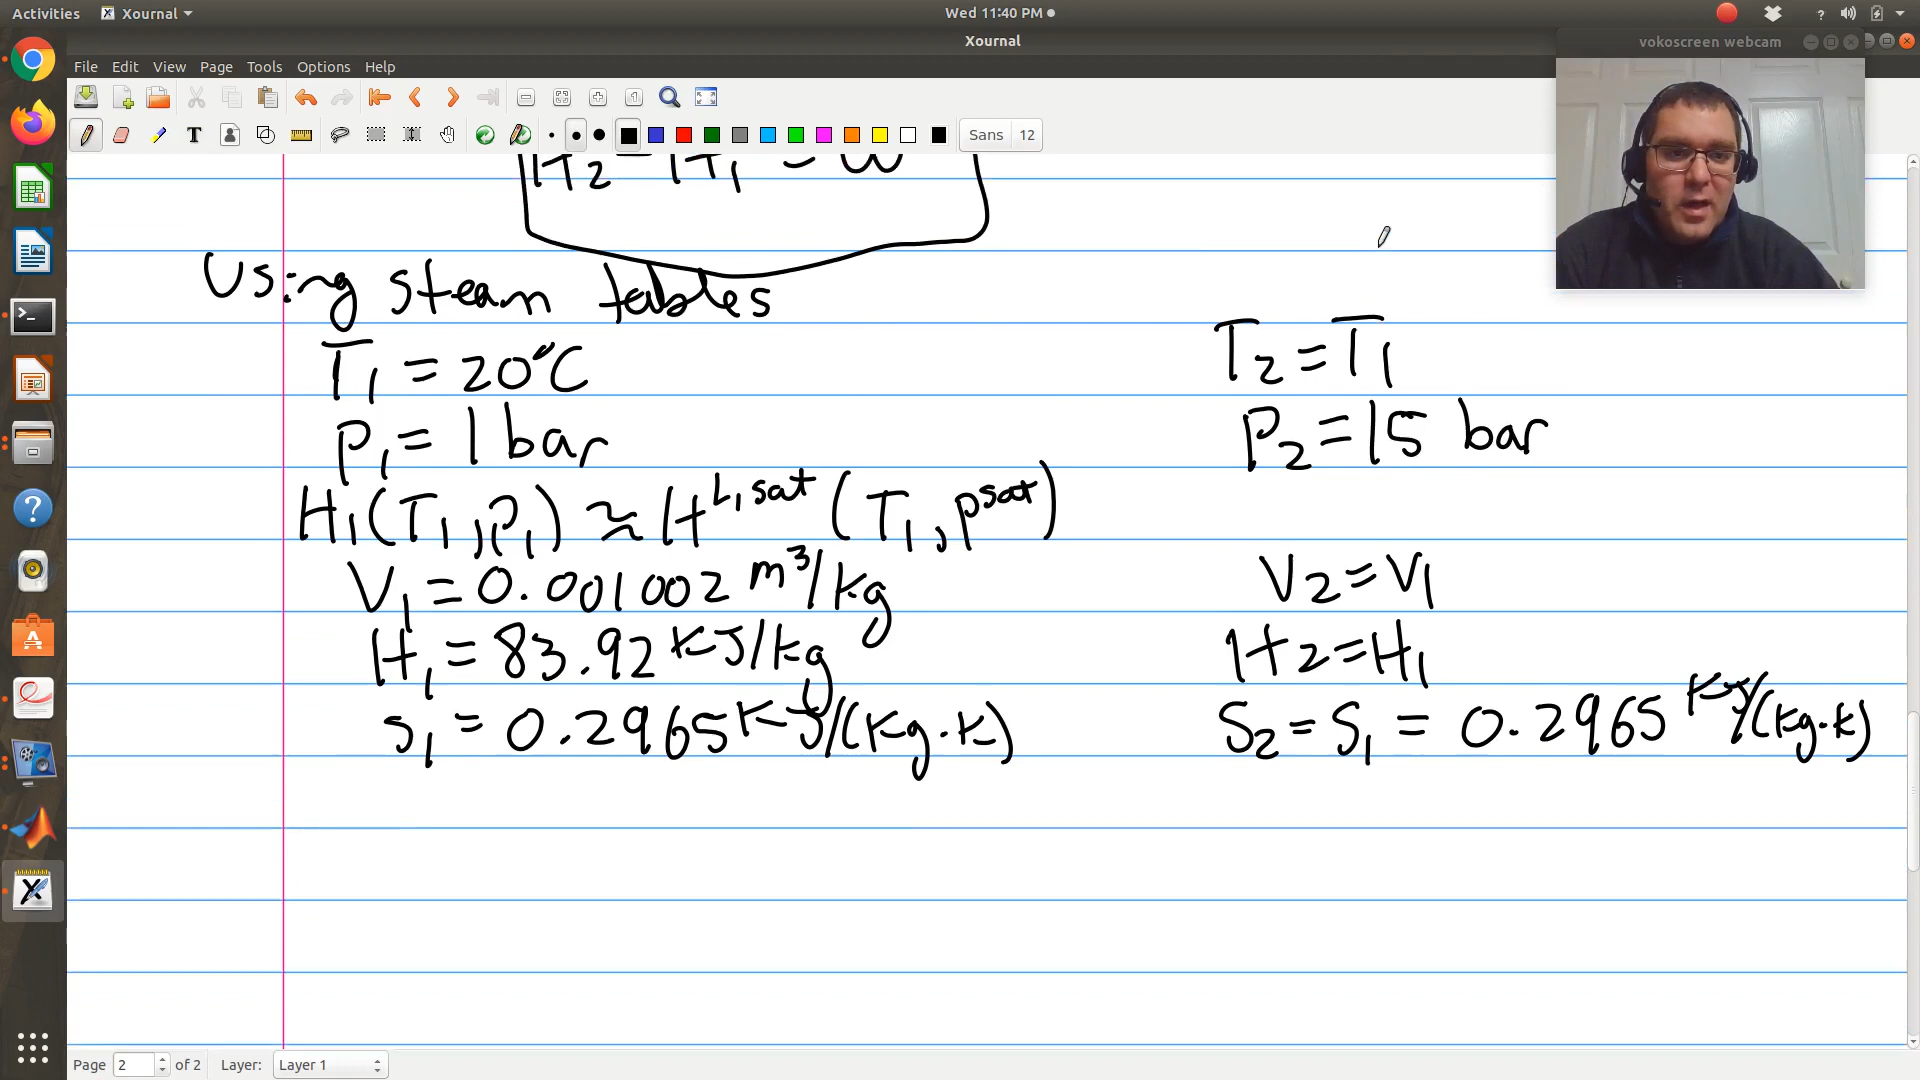 Activities Xournal Wed 11:40 PM ?
Xournal
vokoscreen webcam
File Edit View Page Tools Options Help
T Sans 12
H₂ - H₁ = W
Using steam tables
T₁ = 20°C
P₁ = 1 bar
H₁(T₁, P₁) ≈ H^L,sat (T₁, P^sat)
V₁ = 0.001002 m³/kg
H₁ = 83.92 KJ/kg
S₁ = 0.2965 KJ/(Kg·K)
T₂ = T₁
P₂ = 15 bar
V₂ = V₁
H₂ = H₁
S₂ = S₁ = 0.2965 KJ/(kg·K)
Page 2 of 2 Layer: Layer 1